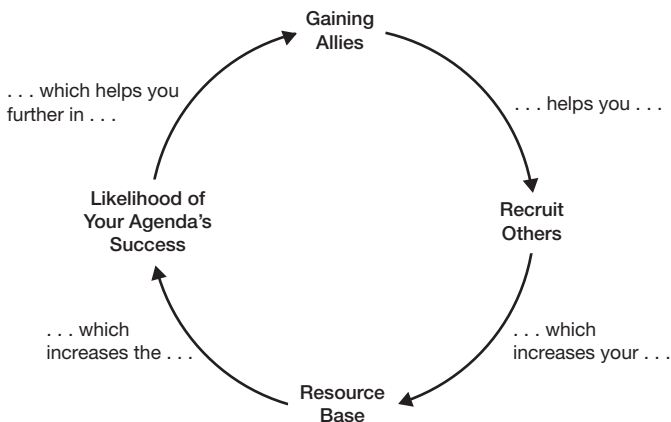 Gaining
Allies
. . . helps you . . .
Recruit
Others
. . . which
increases your . . .
Resource
Base
. . . which
increases the . . .
Likelihood of
Your Agenda's
Success
. . . which helps you
further in . . .